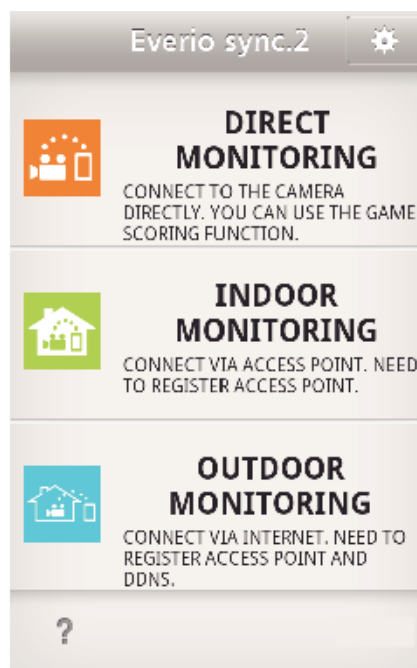 Everio sync.2
DIRECT
MONITORING
CONNECT TO THE CAMERA
DIRECTLY. YOU CAN USE THE GAME
SCORING FUNCTION.
INDOOR
MONITORING
CONNECT VIA ACCESS POINT. NEED
TO REGISTER ACCESS POINT.
OUTDOOR
MONITORING
CONNECT VIA INTERNET. NEED TO
REGISTER ACCESS POINT AND
DDNS.
?